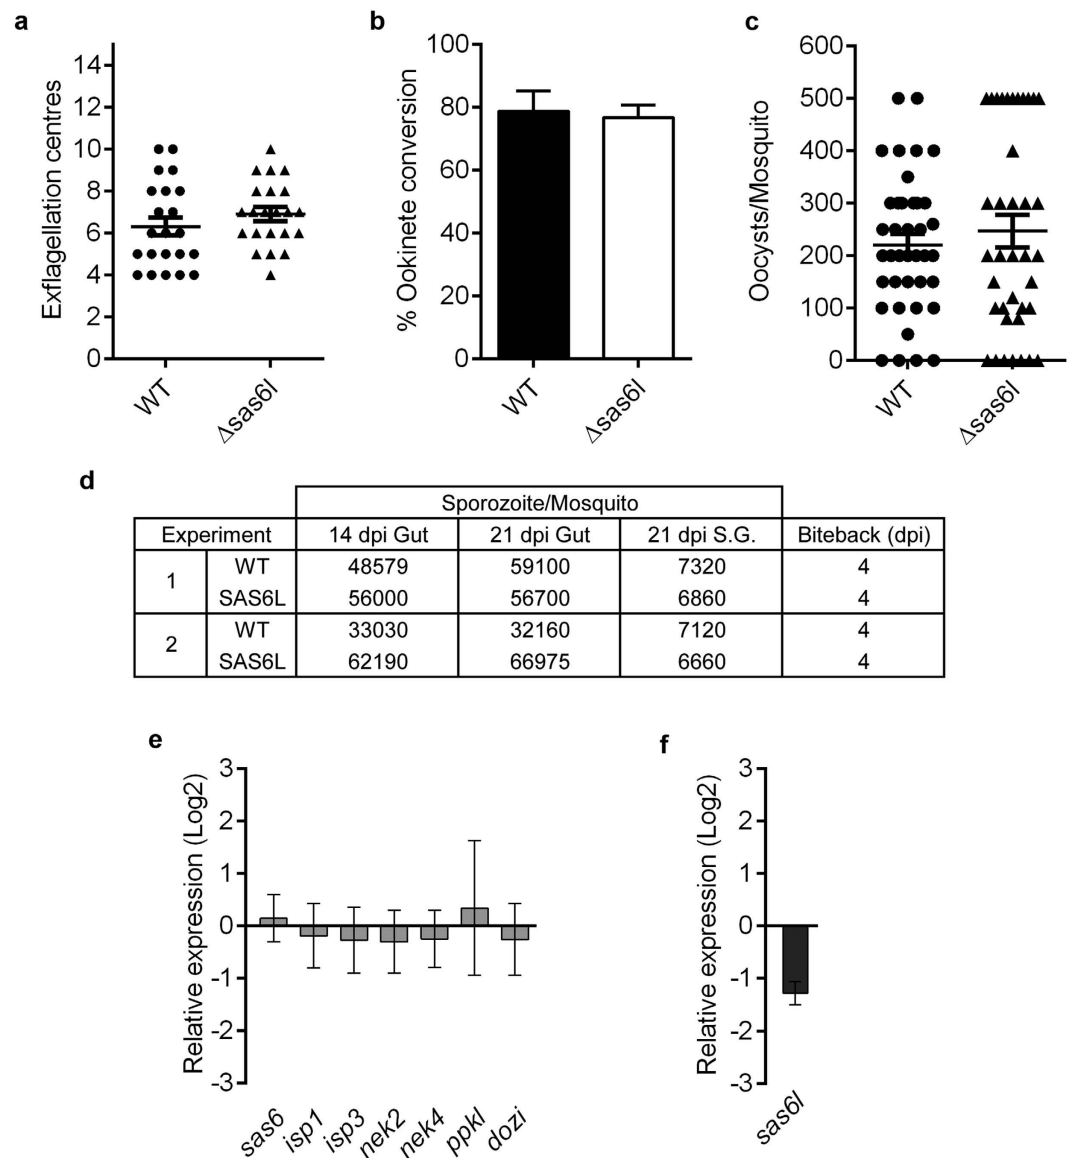 a
Exflagellation centres
14
12
10
8
6
4
2
0
WT
Δsas6l
b
% Ookinete conversion
100
80
60
40
20
0
WT
Δsas6l
c
Oocysts/Mosquito
600
500
400
300
200
100
0
WT
Δsas6l
d
Sporozoite/Mosquito
Experiment 14 dpi Gut 21 dpi Gut 21 dpi S.G. Biteback (dpi)
1 WT 48579 59100 7320 4
SAS6L 56000 56700 6860 4
2 WT 33030 32160 7120 4
SAS6L 62190 66975 6660 4
e
Relative expression (Log2)
3
2
1
0
-1
-2
-3
sas6
isp1
isp3
nek2
nek4
ppkl
dozi
f
Relative expression (Log2)
3
2
1
0
-1
-2
-3
sas6l